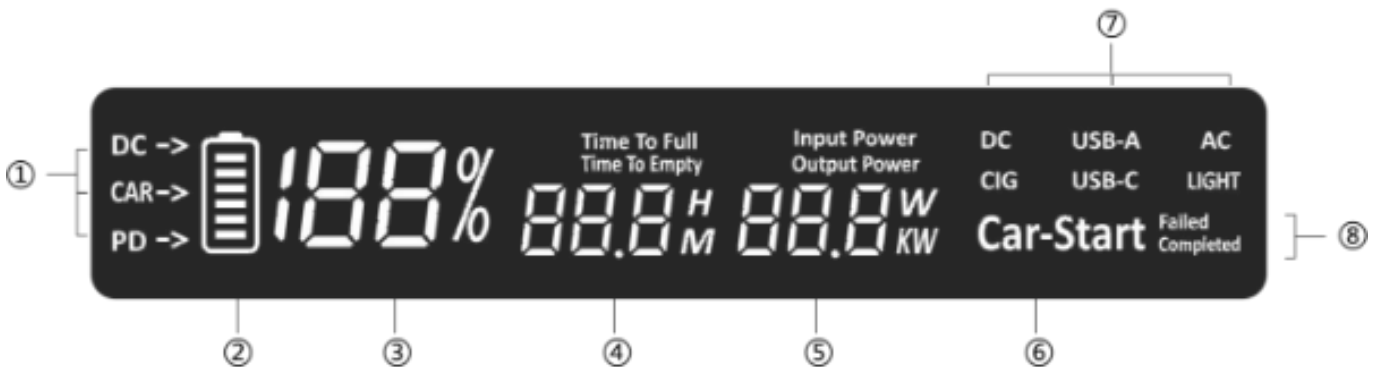 ⑦
DC -> 188% Time To Full Input Power DC USB-A AC
① CAR-> Time To Empty Output Power CIG USB-C LIGHT
PD -> 88.8 H M 88.8 W KW Car-Start Failed Completed ⑧
② ③ ④ ⑤ ⑥